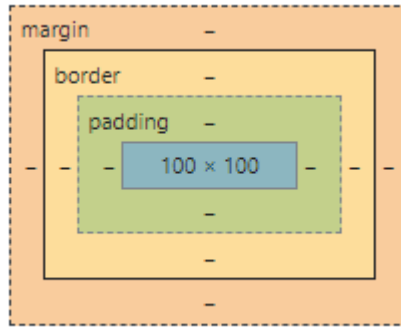 margin –
border –
padding –
– – – 100 × 100 – – –
–
–
–